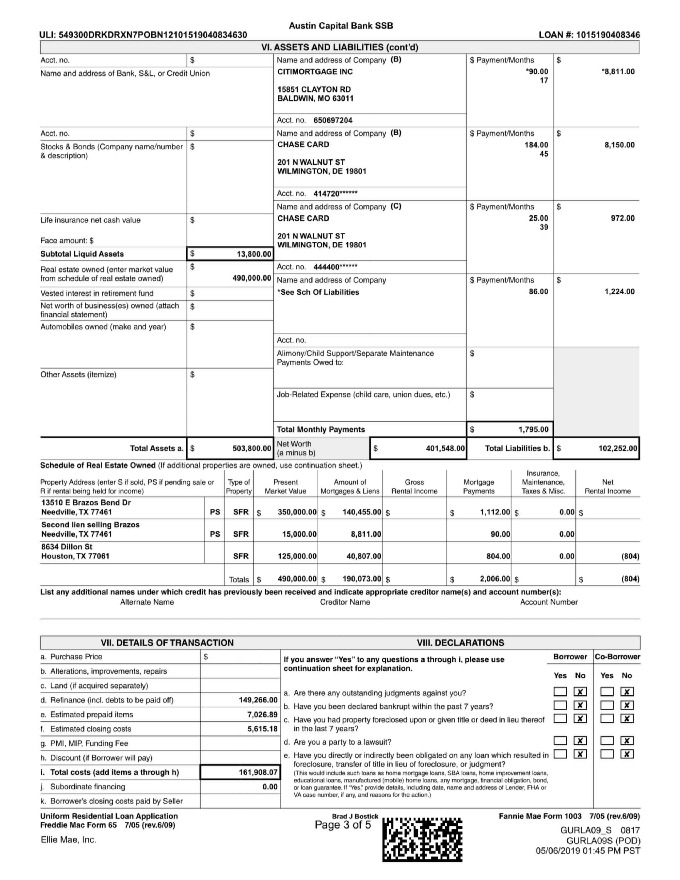 Austin Capital Bank SSB
ULI: 549300DRKDRXN7POBN12101519040834630
LOAN #: 1015190408346
VI. ASSETS AND LIABILITIES (cont'd)
Acct. no.
$
Name and address of Bank, S&L, or Credit Union
Name and address of Company (B)
$ Payment/Months
$
CITIMORTGAGE INC
*90.00
*8,811.00
17
15851 CLAYTON RD
BALDWIN, MO 63011
Acct. no. 650697204
Acct. no.
$
Name and address of Company (B)
$ Payment/Months
$
Stocks & Bonds (Company name/number & description)
$
CHASE CARD
184.00
8,150.00
45
201 N WALNUT ST
WILMINGTON, DE 19801
Acct. no. 414720******
Name and address of Company (C)
$ Payment/Months
$
Life insurance net cash value
$
CHASE CARD
25.00
972.00
39
Face amount: $
201 N WALNUT ST
WILMINGTON, DE 19801
Subtotal Liquid Assets
$ 13,800.00
Acct. no. 444400******
Real estate owned (enter market value from schedule of real estate owned)
$ 490,000.00
Name and address of Company
$ Payment/Months
$
*See Sch Of Liabilities
86.00
1,224.00
Vested interest in retirement fund
$
Net worth of business(es) owned (attach financial statement)
$
Automobiles owned (make and year)
$
Acct. no.
Alimony/Child Support/Separate Maintenance Payments Owed to:
$
Other Assets (itemize)
$
Job-Related Expense (child care, union dues, etc.)
$
Total Monthly Payments
$ 1,795.00
Total Assets a.
$ 503,800.00
Net Worth (a minus b)
$ 401,548.00
Total Liabilities b.
$ 102,252.00
Schedule of Real Estate Owned (If additional properties are owned, use continuation sheet.)
Property Address (enter S if sold, PS if pending sale or R if rental being held for income)
Type of Property
Present Market Value
Amount of Mortgages & Liens
Gross Rental Income
Mortgage Payments
Insurance, Maintenance, Taxes & Misc.
Net Rental Income
13510 E Brazos Bend Dr
Needville, TX 77461 PS SFR $ 350,000.00 $ 140,455.00 $ $ 1,112.00 $ 0.00 $
Second lien selling Brazos
Needville, TX 77461 PS SFR 15,000.00 8,811.00 90.00 0.00
8634 Dillon St
Houston, TX 77061 SFR 125,000.00 40,807.00 804.00 0.00 (804)
Totals $ 490,000.00 $ 190,073.00 $ $ 2,006.00 $ $ (804)
List any additional names under which credit has previously been received and indicate appropriate creditor name(s) and account number(s):
Alternate Name
Creditor Name
Account Number
VII. DETAILS OF TRANSACTION
a. Purchase Price $
b. Alterations, improvements, repairs
c. Land (if acquired separately)
d. Refinance (incl. debts to be paid off) 149,266.00
e. Estimated prepaid items 7,026.89
f. Estimated closing costs 5,615.18
g. PMI, MIP, Funding Fee
h. Discount (if Borrower will pay)
i. Total costs (add items a through h) 161,908.07
j. Subordinate financing 0.00
k. Borrower's closing costs paid by Seller
VIII. DECLARATIONS
If you answer "Yes" to any questions a through i, please use continuation sheet for explanation.
Borrower
Co-Borrower
Yes No Yes No
a. Are there any outstanding judgments against you? X X
b. Have you been declared bankrupt within the past 7 years? X X
c. Have you had property foreclosed upon or given title or deed in lieu thereof in the last 7 years? X X
d. Are you a party to a lawsuit? X X
e. Have you directly or indirectly been obligated on any loan which resulted in foreclosure, transfer of title in lieu of foreclosure, or judgment? X X
(This would include such loans as home mortgage loans, SBA loans, home improvement loans, educational loans, manufactured (mobile) home loans, any mortgage, financial obligation, bond, or loan guarantee. If "Yes," provide details, including date, name and address of Lender, FHA or VA case number, if any, and reasons for the action.)
Uniform Residential Loan Application
Freddie Mac Form 65 7/05 (rev.6/09)
Brad J Bostick
Page 3 of 5
Fannie Mae Form 1003 7/05 (rev.6/09)
Ellie Mae, Inc.
GURLA09_S 0817
GURLA09S (POD)
05/06/2019 01:45 PM PST